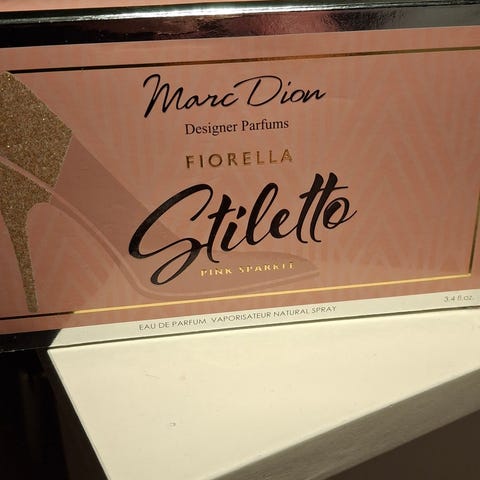 Marc Dion
Designer Parfums
FIORELLA
Stiletto
PINK SPARKLE
EAU DE PARFUM VAPORISATEUR NATURAL SPRAY
3.4 fl.oz.